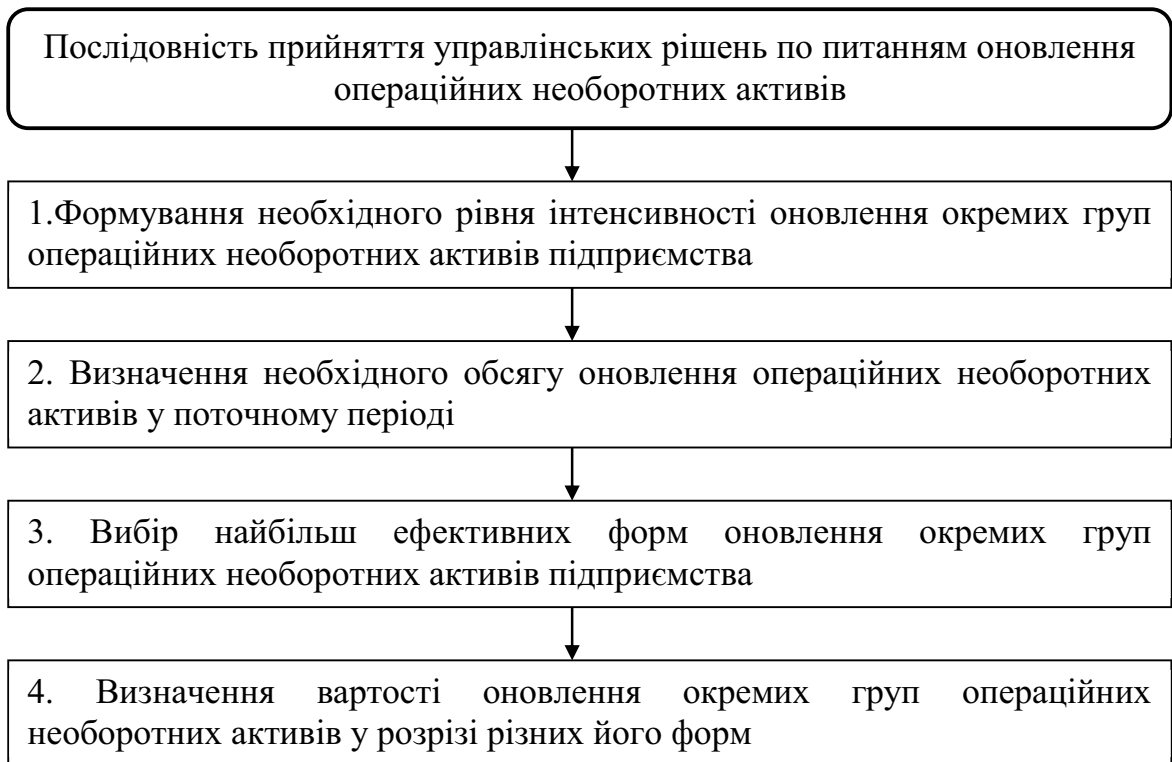 Послідовність прийняття управлінських рішень по питанням оновлення
операційних необоротних активів
1.Формування необхідного рівня інтенсивності оновлення окремих груп
операційних необоротних активів підприємства
2. Визначення необхідного обсягу оновлення операційних необоротних
активів у поточному періоді
3. Вибір найбільш ефективних форм оновлення окремих груп
операційних необоротних активів підприємства
4. Визначення вартості оновлення окремих груп операційних
необоротних активів у розрізі різних його форм